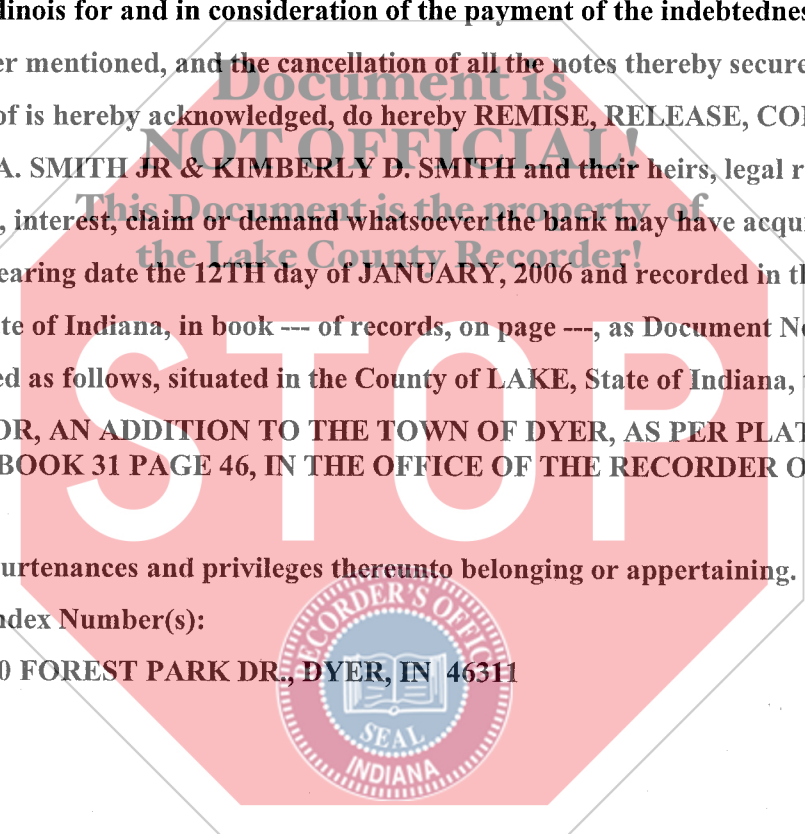 linois for and in consideration of the payment of the indebtednes
er mentioned, and the cancellation of all the notes thereby secure
Document is
of is hereby acknowledged, do hereby REMISE, RELEASE, CO
NOT OFFICIAL!
A. SMITH JR & KIMBERLY D. SMITH and their heirs, legal r
This Document is the property of
, interest, claim or demand whatsoever the bank may have acqui
the Lake County Recorder!
earing date the 12TH day of JANUARY, 2006 and recorded in th
te of Indiana, in book --- of records, on page ---, as Document No
ed as follows, situated in the County of LAKE, State of Indiana,
STOP
OR, AN ADDITION TO THE TOWN OF DYER, AS PER PLAT
BOOK 31 PAGE 46, IN THE OFFICE OF THE RECORDER O
urtenances and privileges thereunto belonging or appertaining.
ndex Number(s):
RECORDER'S OFFIC
0 FOREST PARK DR., DYER, IN 46311
SEAL
INDIANA